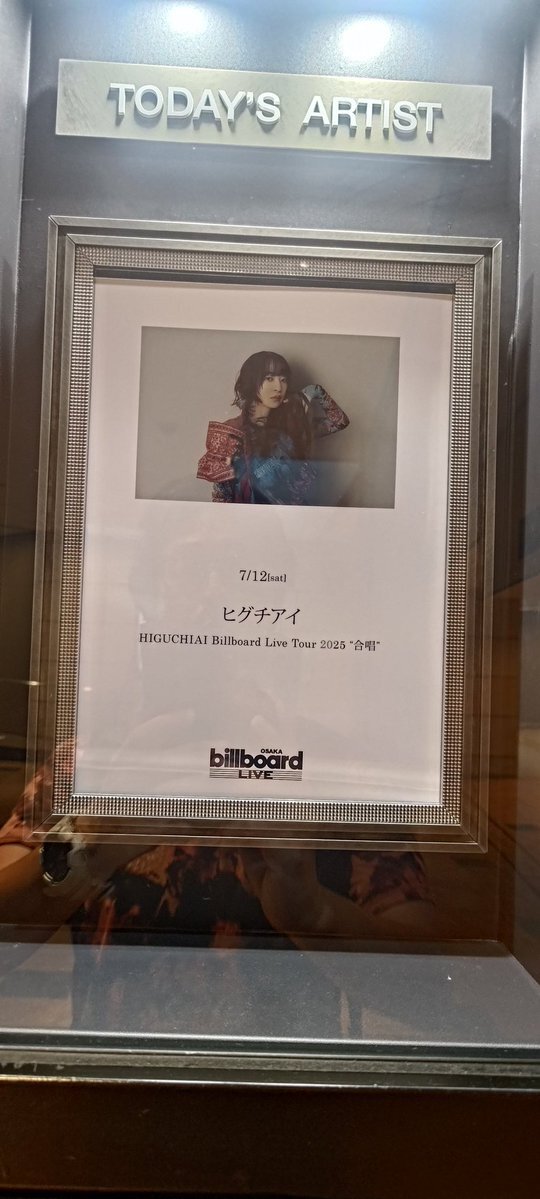 TODAY'S ARTIST
7/12[sat]
ヒグチアイ
HIGUCHIAI Billboard Live Tour 2025 "合唱"
OSAKA
billboard
LIVE